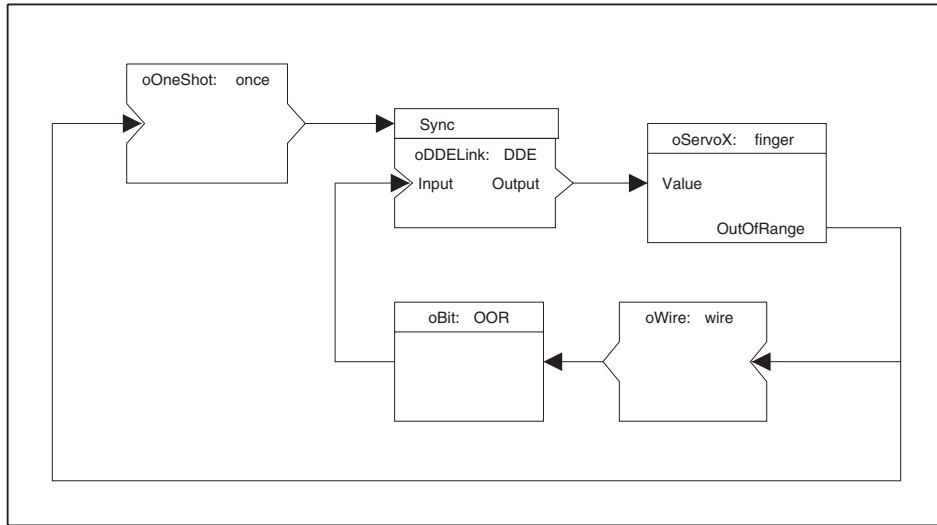 oOneShot: once
Sync
oDDELink: DDE
Input Output
oServoX: finger
Value
OutOfRange
oBit: OOR
oWire: wire